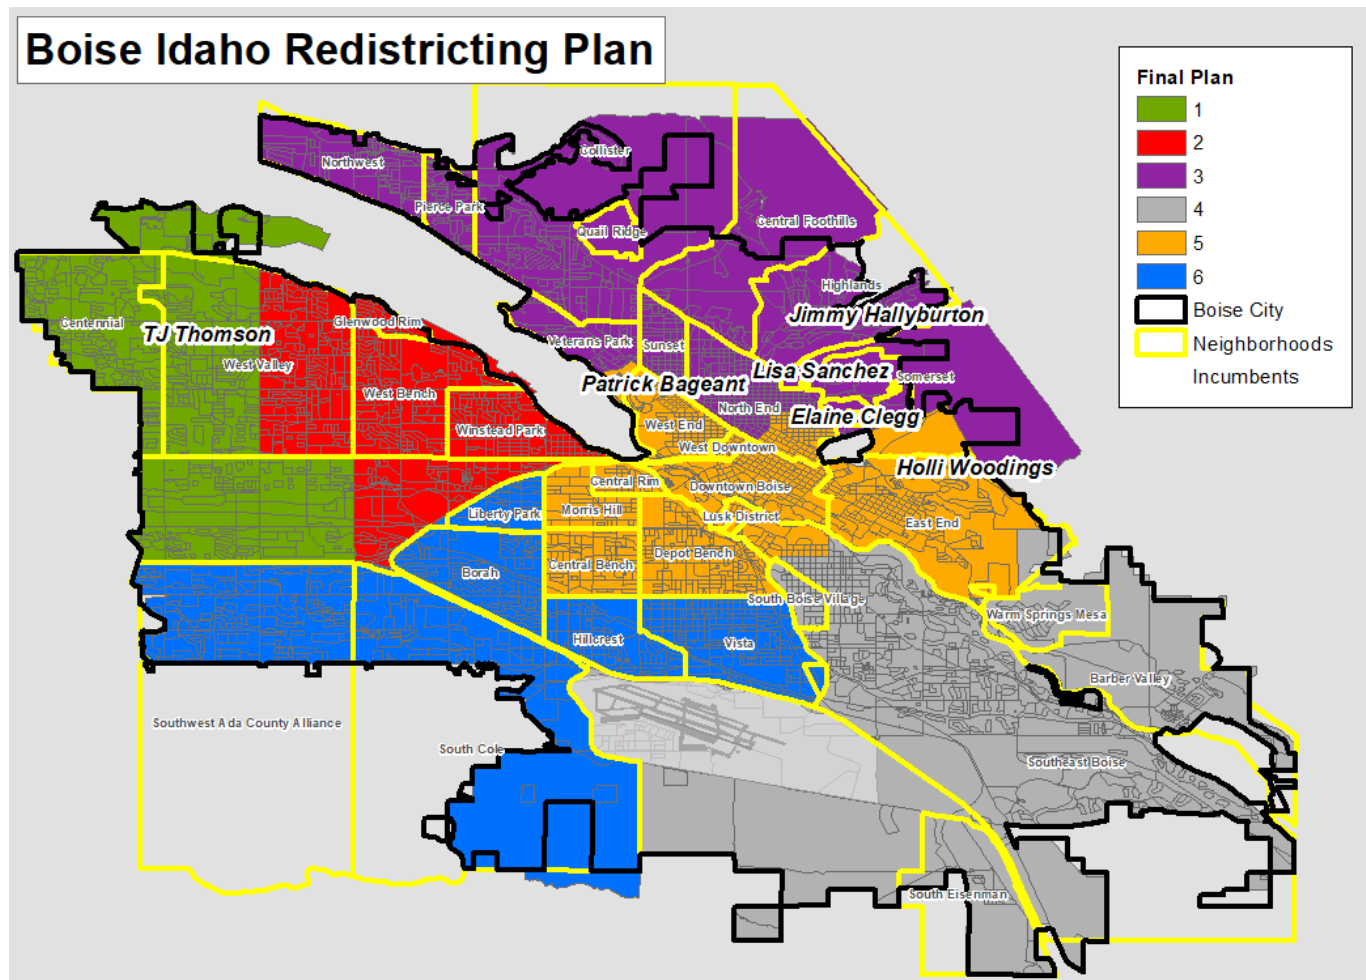 Boise Idaho Redistricting Plan
Final Plan
1
2
3
4
5
6
Boise City
Neighborhoods
Incumbents
Collister
Northwest
Pierce Park
Central Foothills
Quail Ridge
Highlands
Jimmy Hallyburton
Centennial
TJ Thomson
Glenwood Rim
Veterans Park
Sunset
West Valley
Lisa Sanchez
Somerset
Patrick Bageant
West Bench
North End
Elaine Clegg
Winstead Park
West End
West Downtown
Holli Woodings
Central Rim
Downtown Boise
Liberty Park
Morris Hill
Lusk District
East End
Depot Bench
Borah
Central Bench
South Boise Village
Warm Springs Mesa
Hillcrest
Vista
Barber Valley
Southwest Ada County Alliance
South Cole
Southeast Boise
South Eisenman